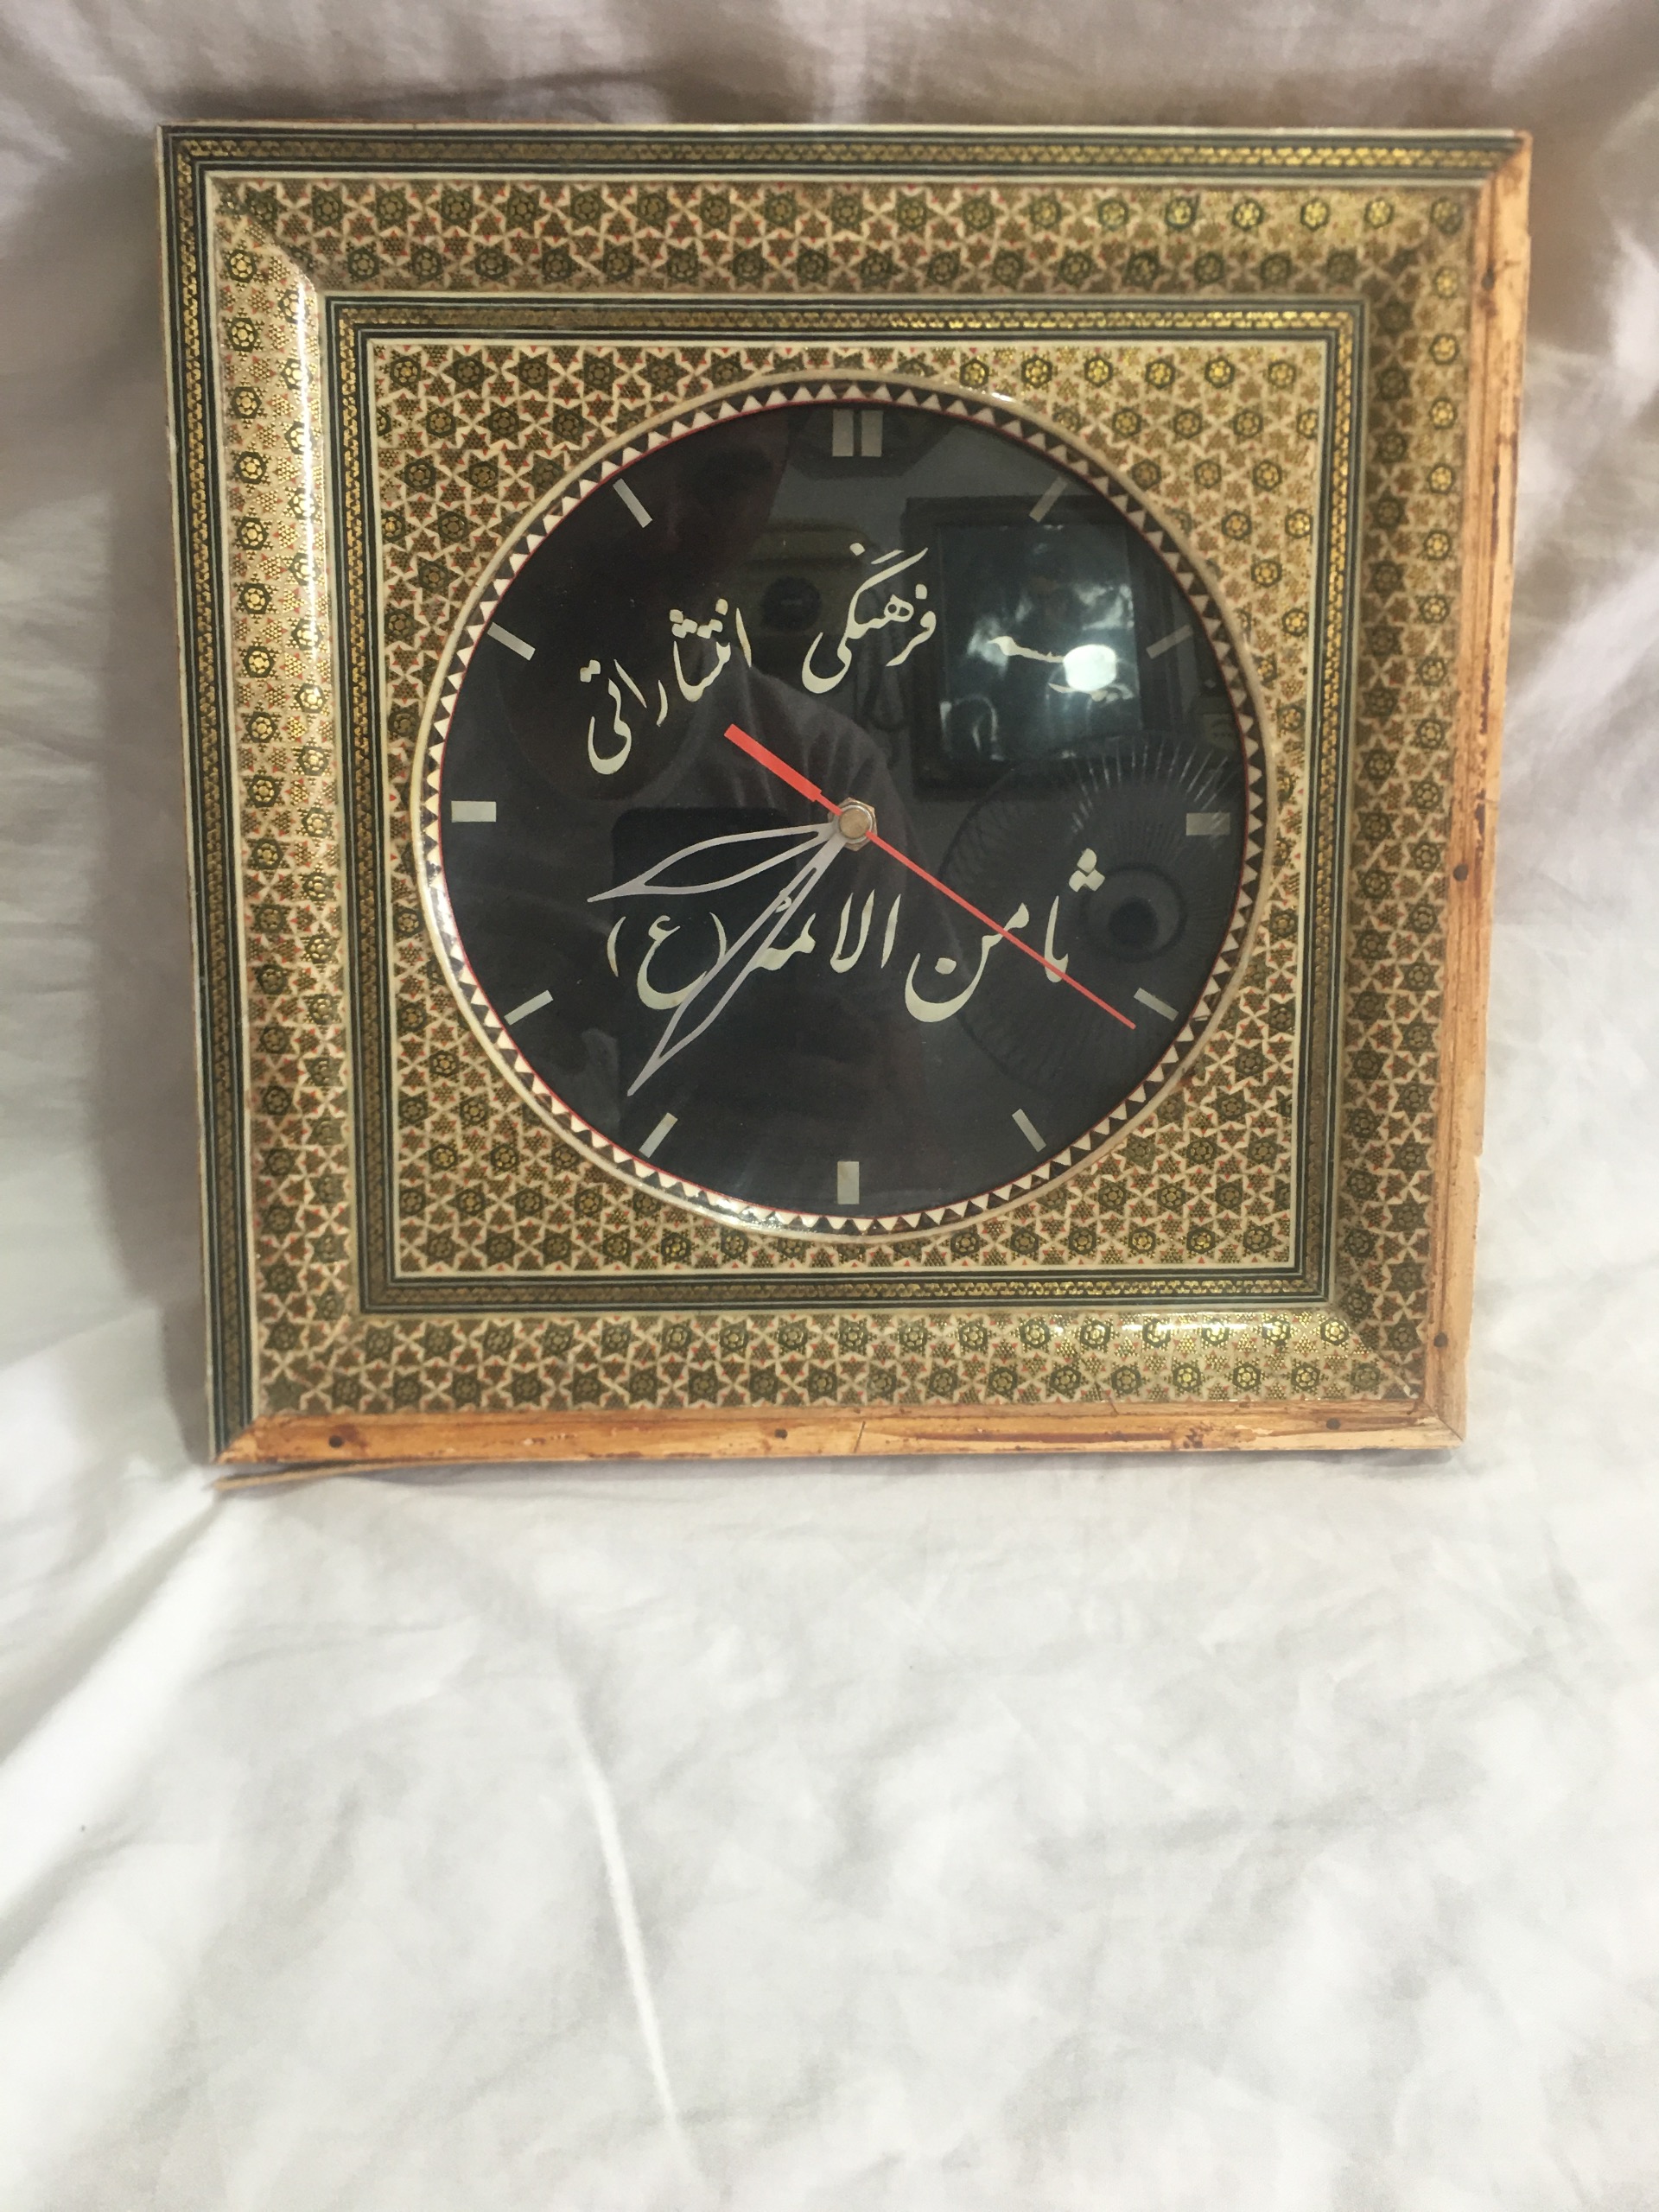 فرهنگی انتشاراتی
ثامن الائمه (ع)